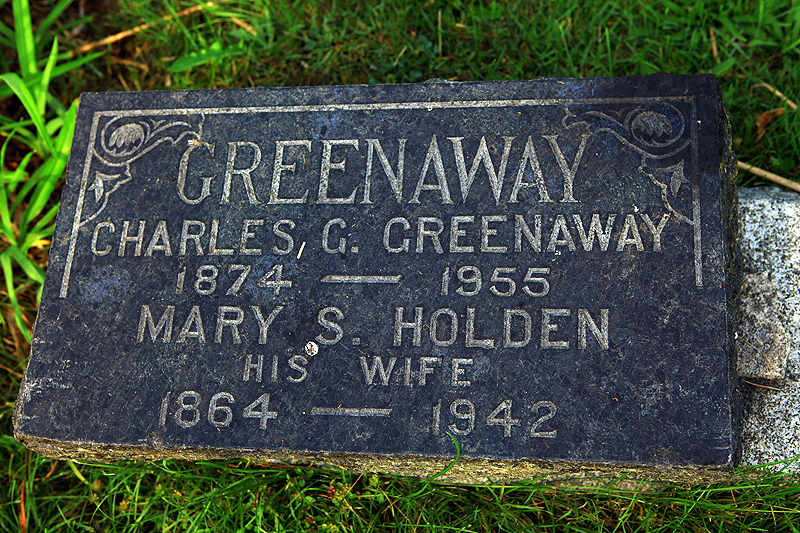 GREENAWAY
CHARLES G. GREENAWAY
1874 — 1955
MARY S. HOLDEN
HIS WIFE
1864 — 1942